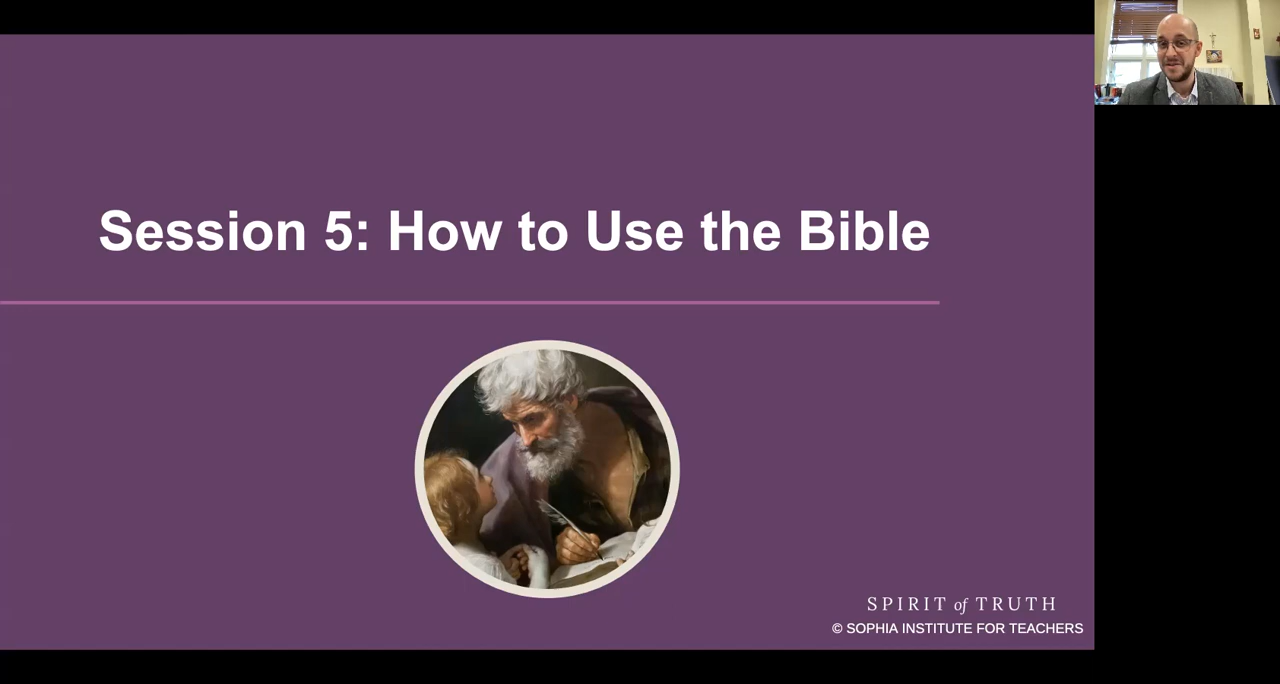 Session 5: How to Use the Bible
SPIRIT of TRUTH
© SOPHIA INSTITUTE FOR TEACHERS